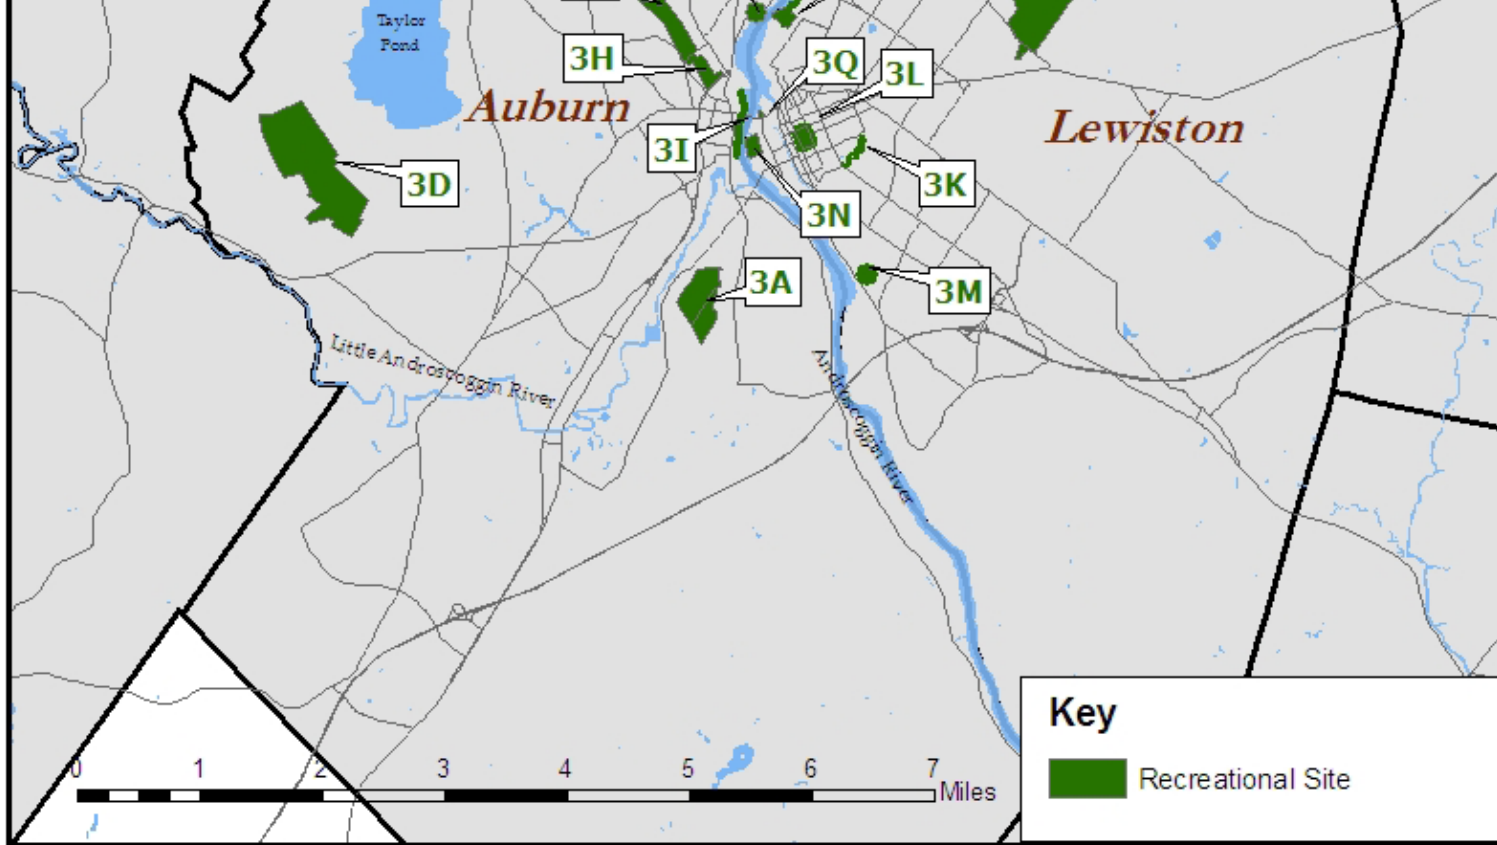 Taylor
Pond
3H
3Q
3L
Auburn
Lewiston
3I
3D
3K
3N
3A
3M
Little Androscoggin River
Androscoggin River
Key
Recreational Site
0 1 2 3 4 5 6 7
Miles